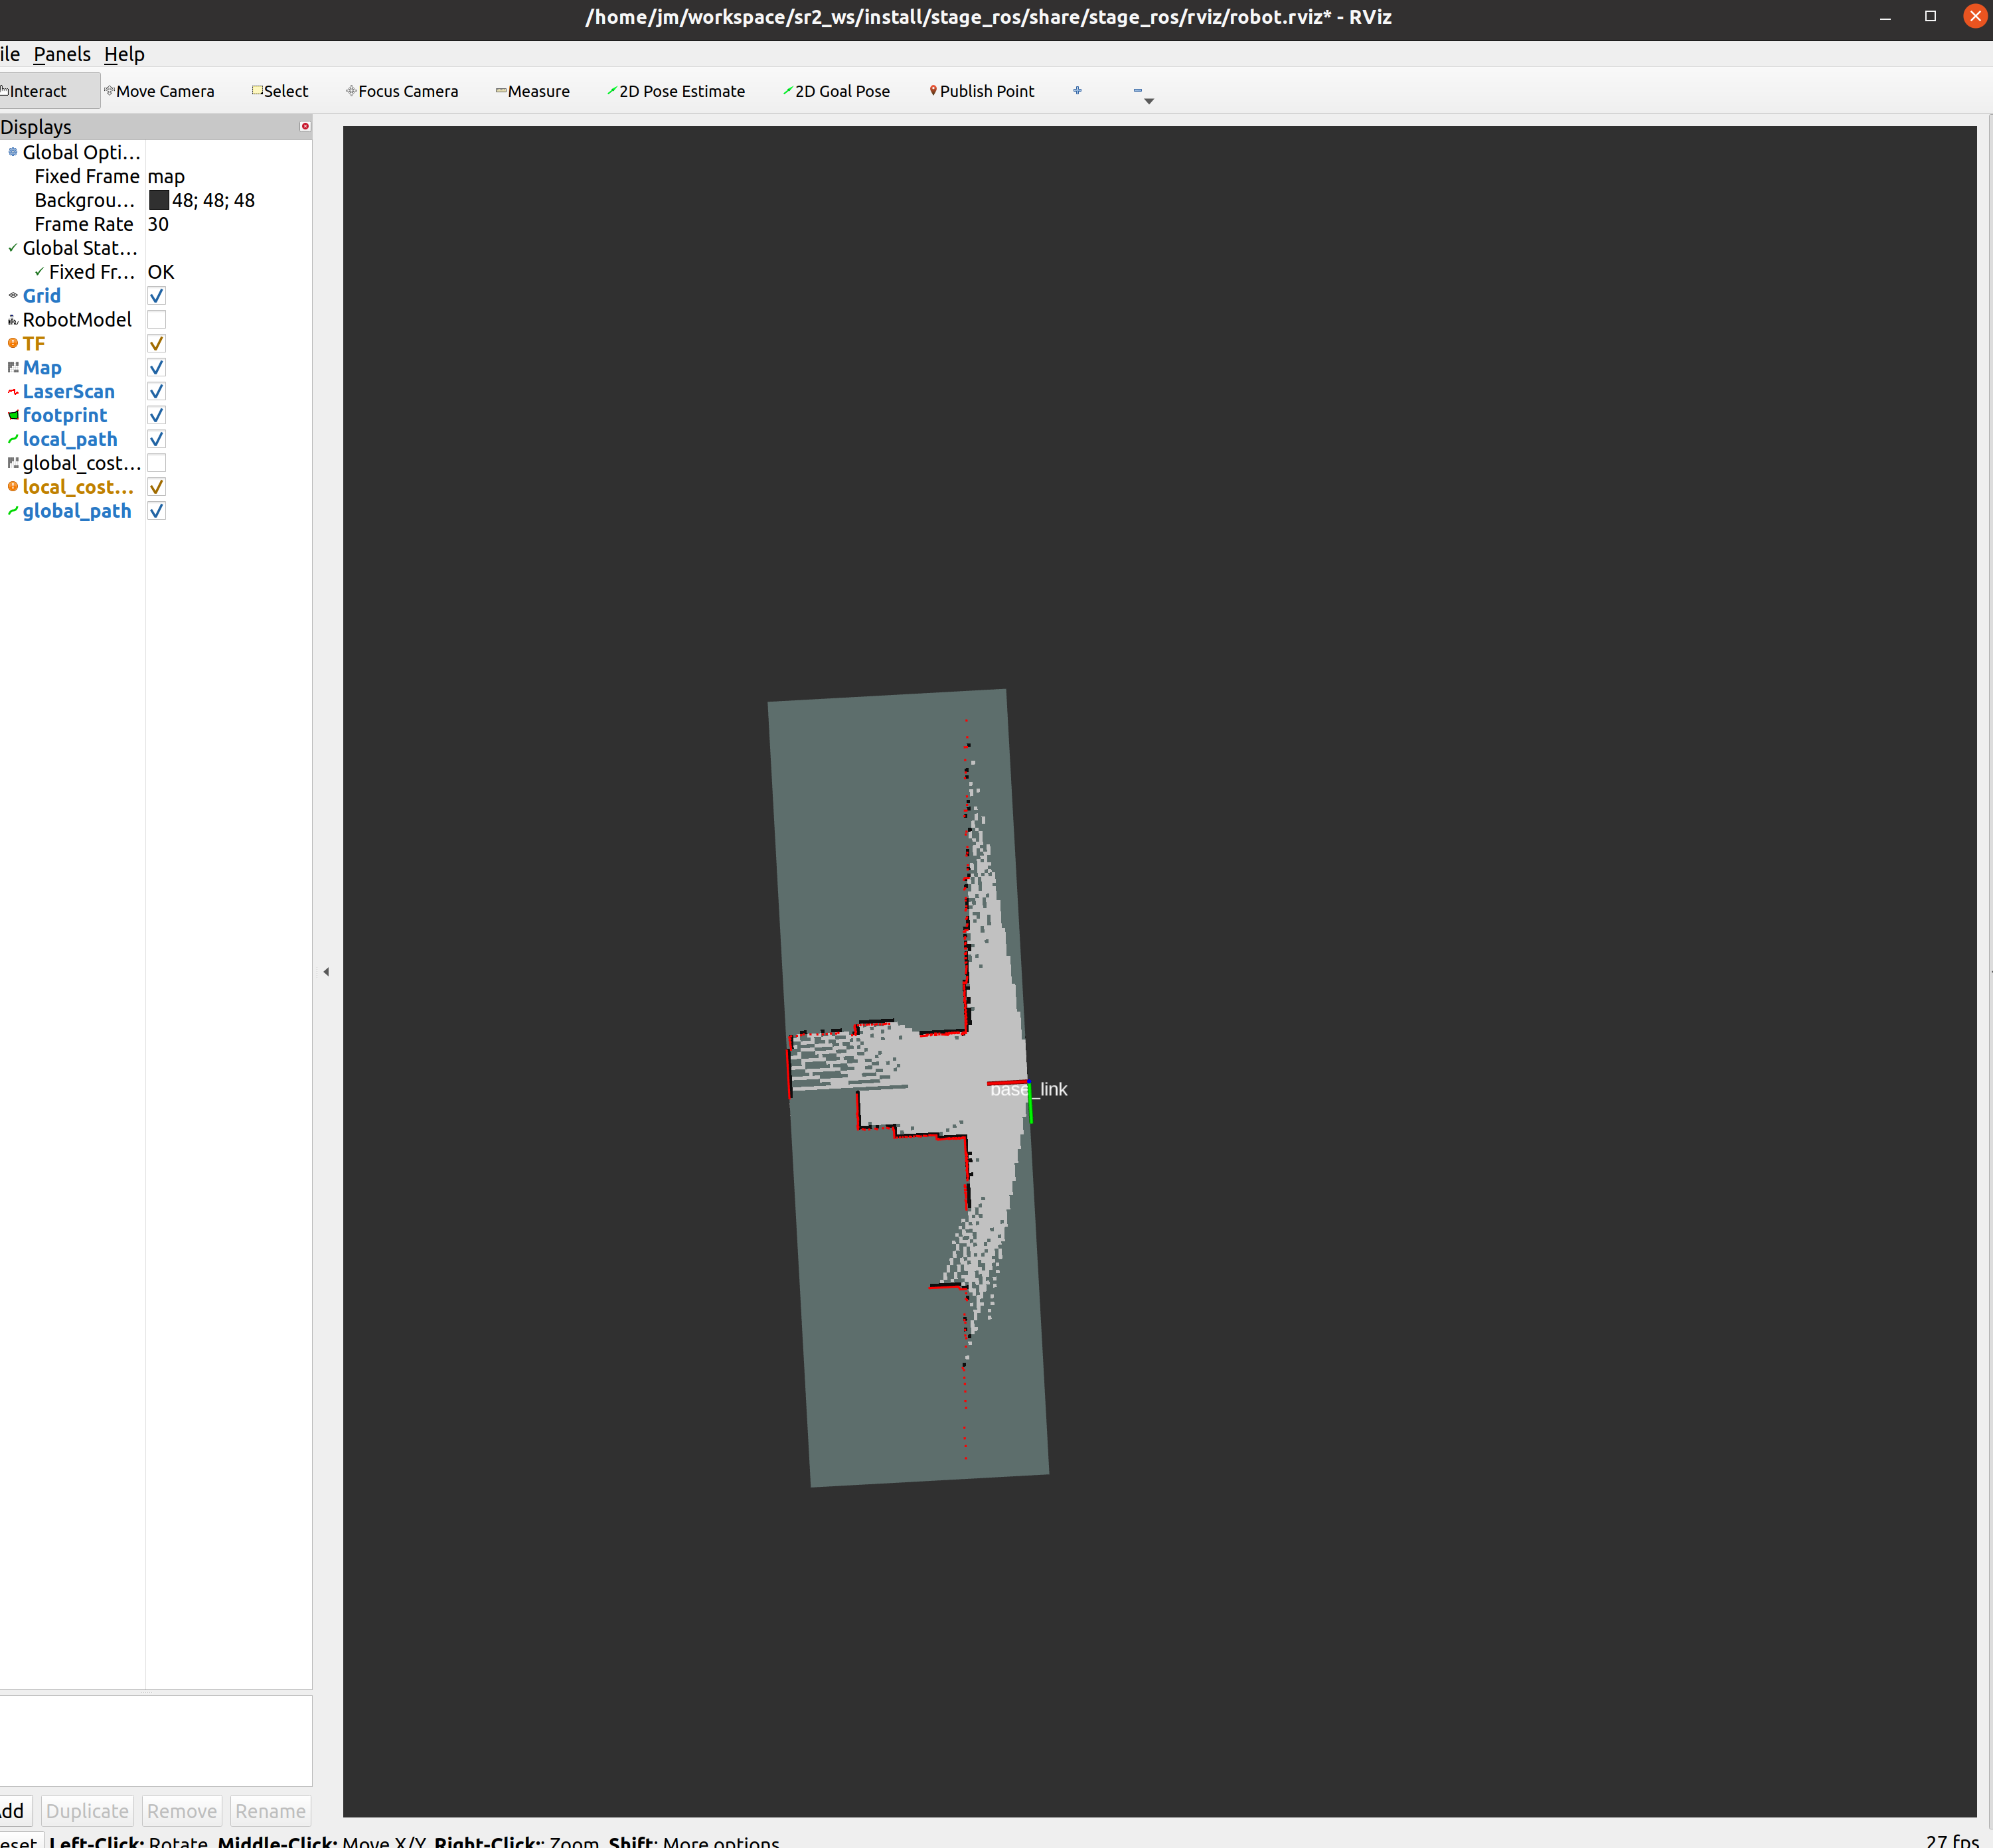 /home/jm/workspace/sr2_ws/install/stage_ros/share/stage_ros/rviz/robot.rviz* - RViz
ile Panels Help
Interact Move Camera Select Focus Camera Measure 2D Pose Estimate 2D Goal Pose Publish Point
Displays
Global Opti...
Fixed Frame map
Backgrou... 48; 48; 48
Frame Rate 30
Global Stat...
Fixed Fr... OK
Grid
RobotModel
TF
Map
LaserScan
footprint
local_path
global_cost...
local_cost...
global_path
base_link
dd Duplicate Remove Rename
eset Left-Click: Rotate. Middle-Click: Move X/Y. Right-Click:: Zoom. Shift: More options. 27 fps